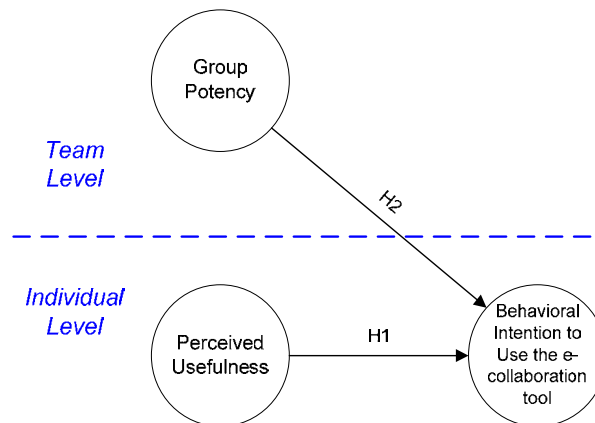 Group
Potency
Team
Level
H2
Individual
Level
Perceived
Usefulness
H1
Behavioral
Intention to
Use the e-
collaboration
tool